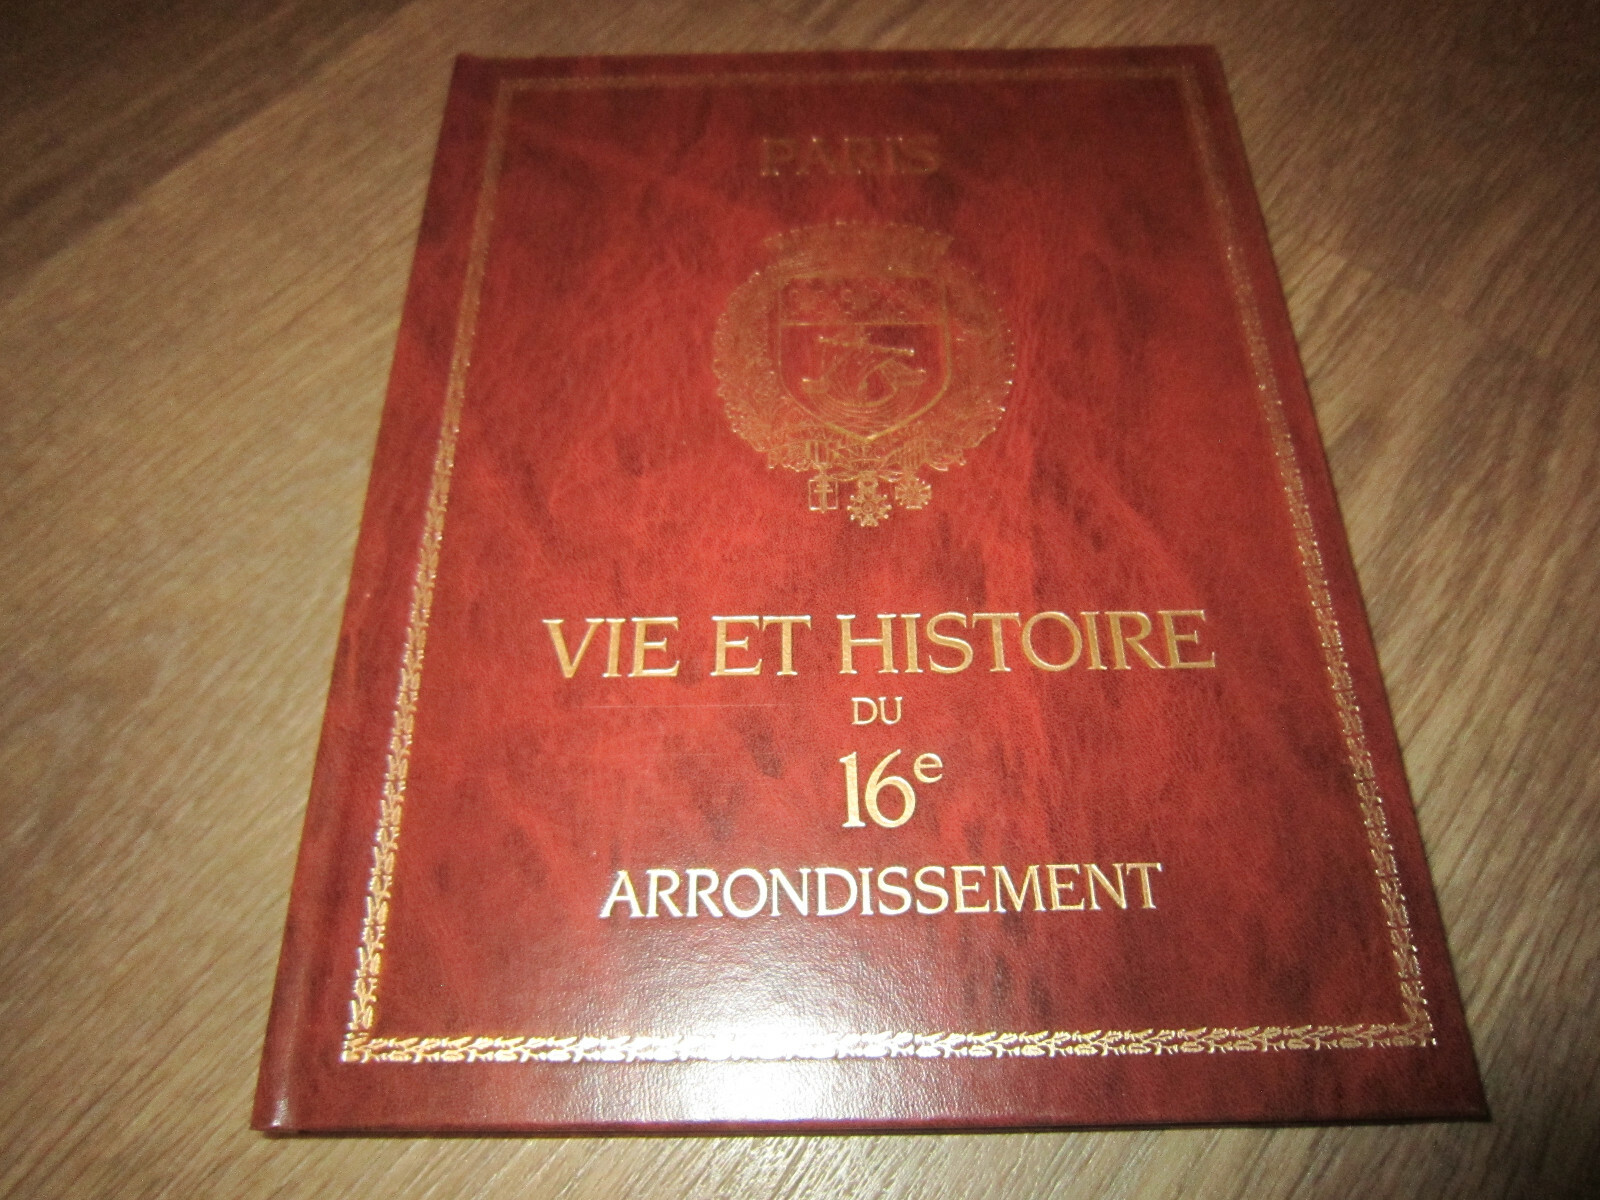 PARIS
VIE ET HISTOIRE
DU
16e
ARRONDISSEMENT